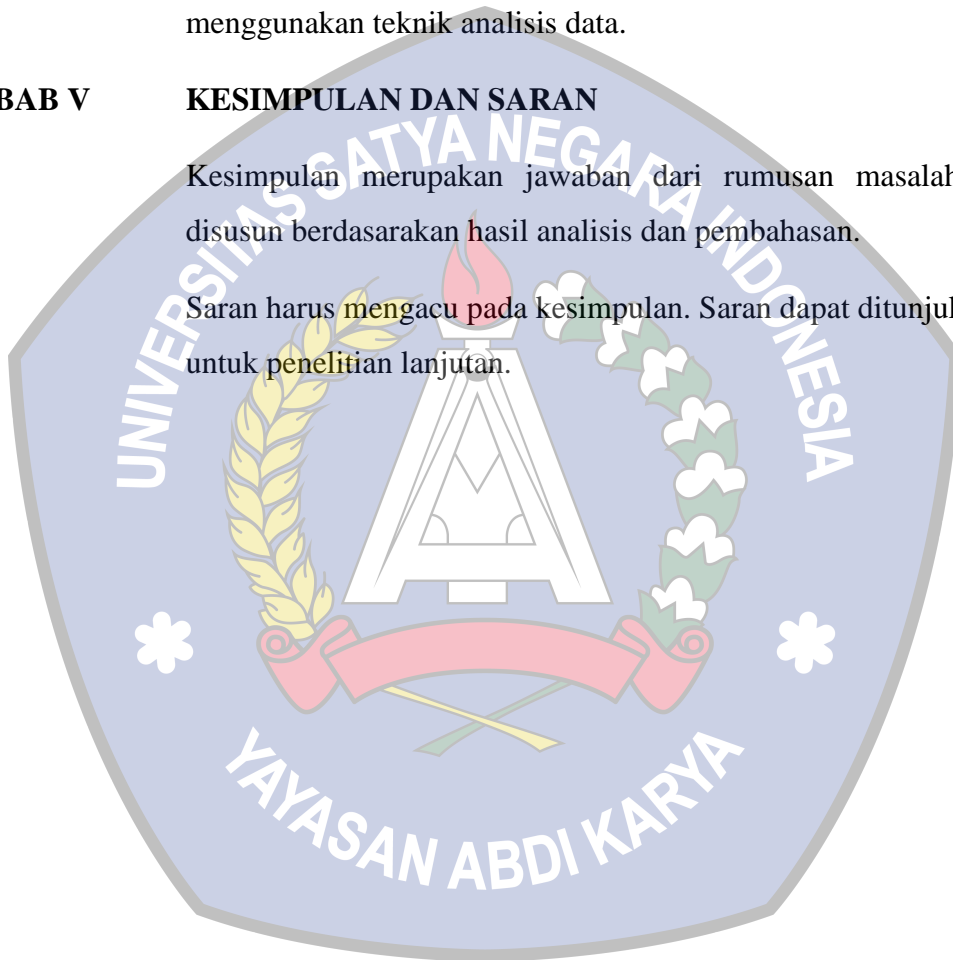 menggunakan teknik analisis data.
BAB V KESIMPULAN DAN SARAN
Kesimpulan merupakan jawaban dari rumusan masalah
disusun berdasarakan hasil analisis dan pembahasan.
Saran harus mengacu pada kesimpulan. Saran dapat
untuk penelitian lanjutan.
UNIVERSITAS SATYA NEGARA INDONESIA
YAYASAN ABDI KARYA